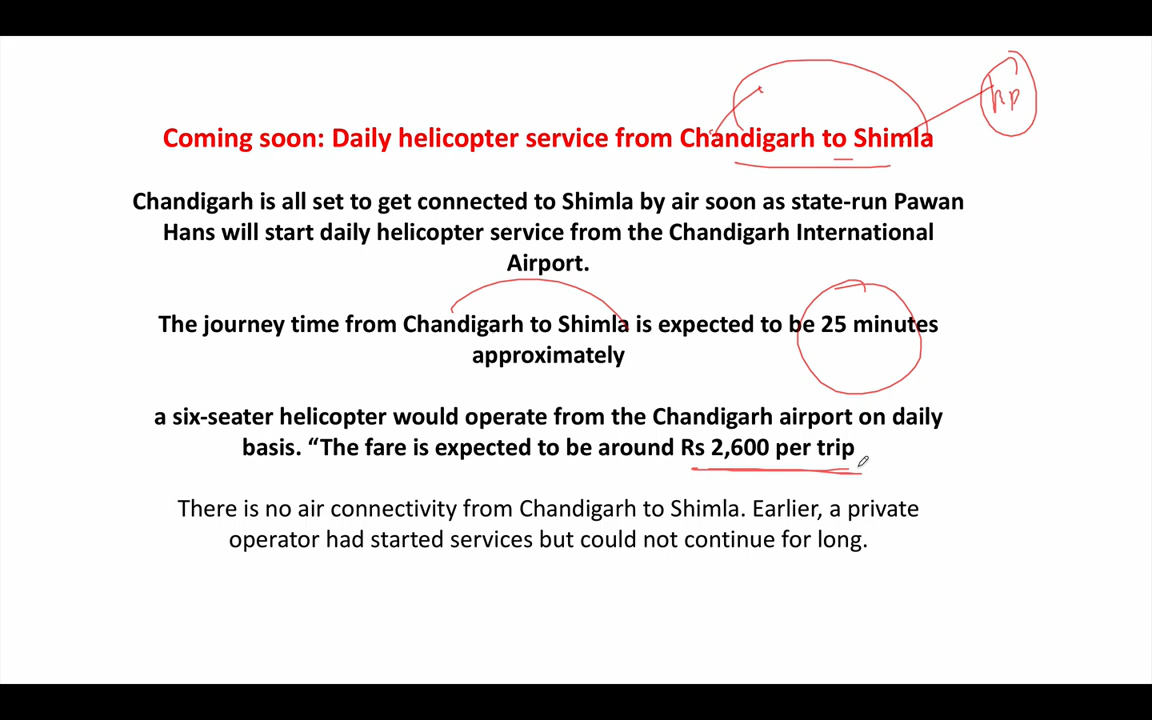 hp
Coming soon: Daily helicopter service from Chandigarh to Shimla
Chandigarh is all set to get connected to Shimla by air soon as state-run Pawan
Hans will start daily helicopter service from the Chandigarh International
Airport.
The journey time from Chandigarh to Shimla is expected to be 25 minutes
approximately
a six-seater helicopter would operate from the Chandigarh airport on daily
basis. “The fare is expected to be around Rs 2,600 per trip
There is no air connectivity from Chandigarh to Shimla. Earlier, a private
operator had started services but could not continue for long.